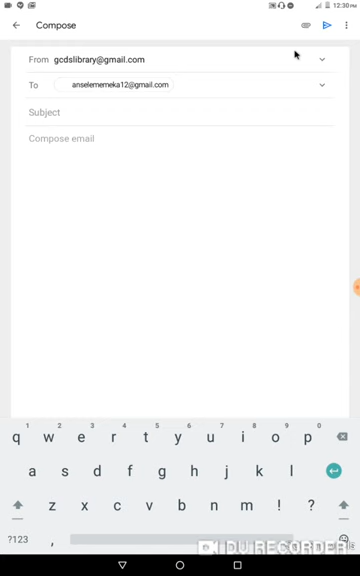 12:30 PM
Compose
From gcdslibrary@gmail.com
To anselememeka12@gmail.com
Subject
Compose email
1 2 3 4 5 6 7 8 9 0
q w e r t y u i o p
a s d f g h j k l
z x c v b n m ! ?
?123 ,
DU RECORDER